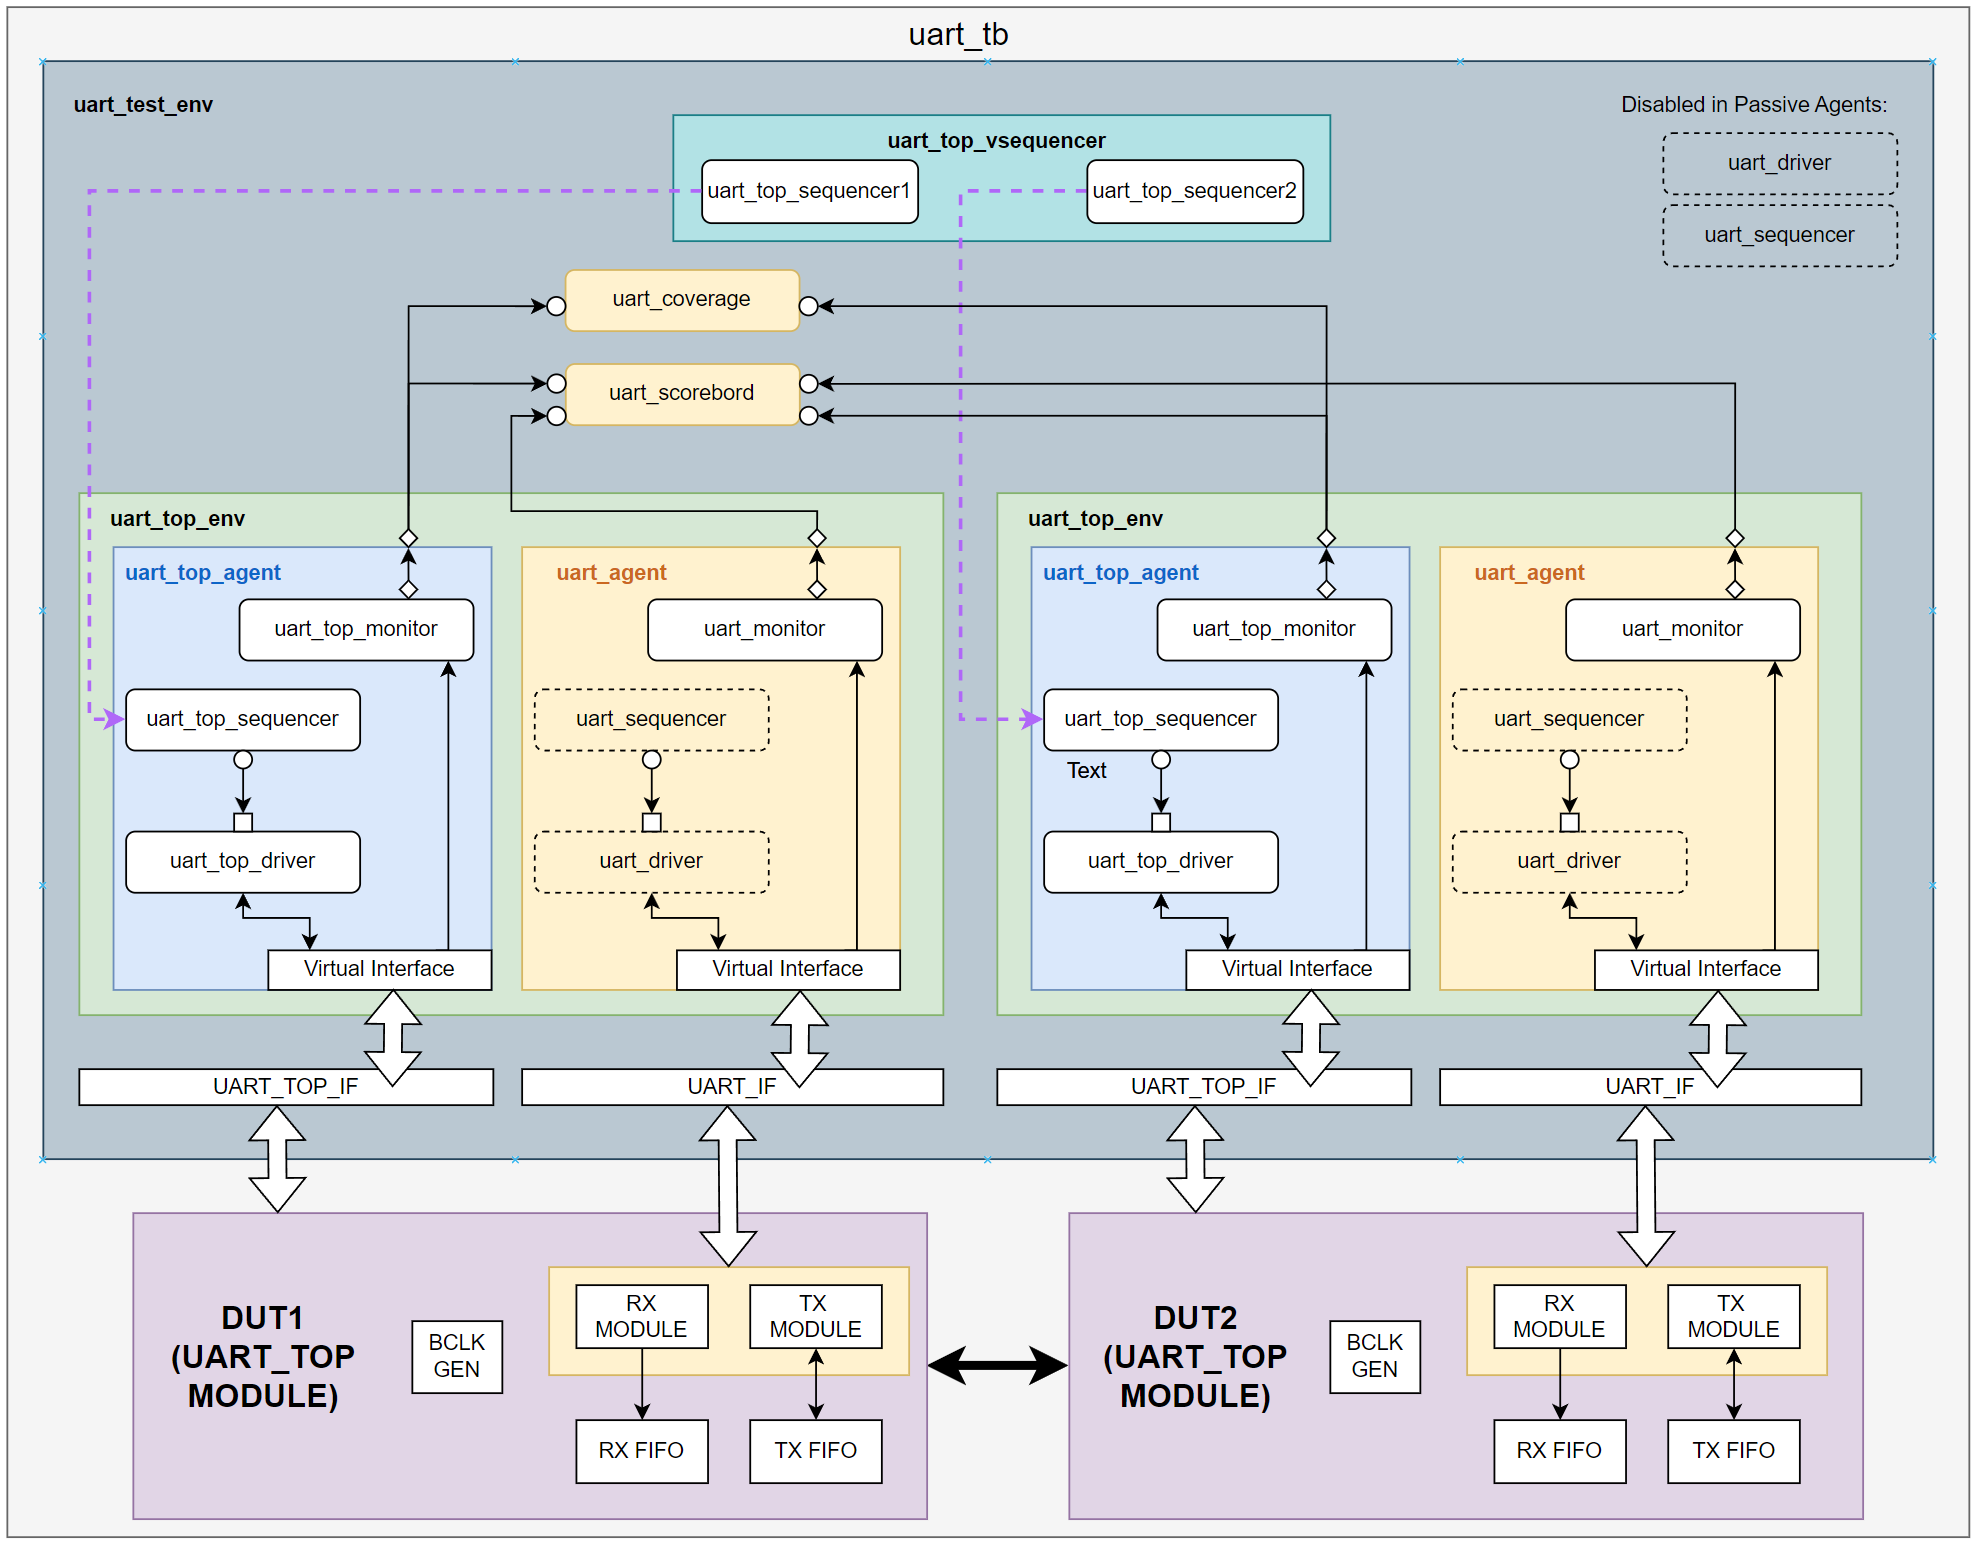 uart_tb
uart_test_env
Disabled in Passive Agents:
uart_driver
uart_sequencer
uart_top_vsequencer
uart_top_sequencer1
uart_top_sequencer2
uart_coverage
uart_scorebord
uart_top_env
uart_top_agent
uart_top_monitor
uart_top_sequencer
uart_top_driver
Virtual Interface
uart_agent
uart_monitor
uart_sequencer
uart_driver
Virtual Interface
uart_top_env
uart_top_agent
uart_top_monitor
uart_top_sequencer
Text
uart_top_driver
Virtual Interface
uart_agent
uart_monitor
uart_sequencer
uart_driver
Virtual Interface
UART_TOP_IF
UART_IF
UART_TOP_IF
UART_IF
DUT1
(UART_TOP
MODULE)
BCLK
GEN
RX
MODULE
TX
MODULE
RX FIFO
TX FIFO
DUT2
(UART_TOP
MODULE)
BCLK
GEN
RX
MODULE
TX
MODULE
RX FIFO
TX FIFO